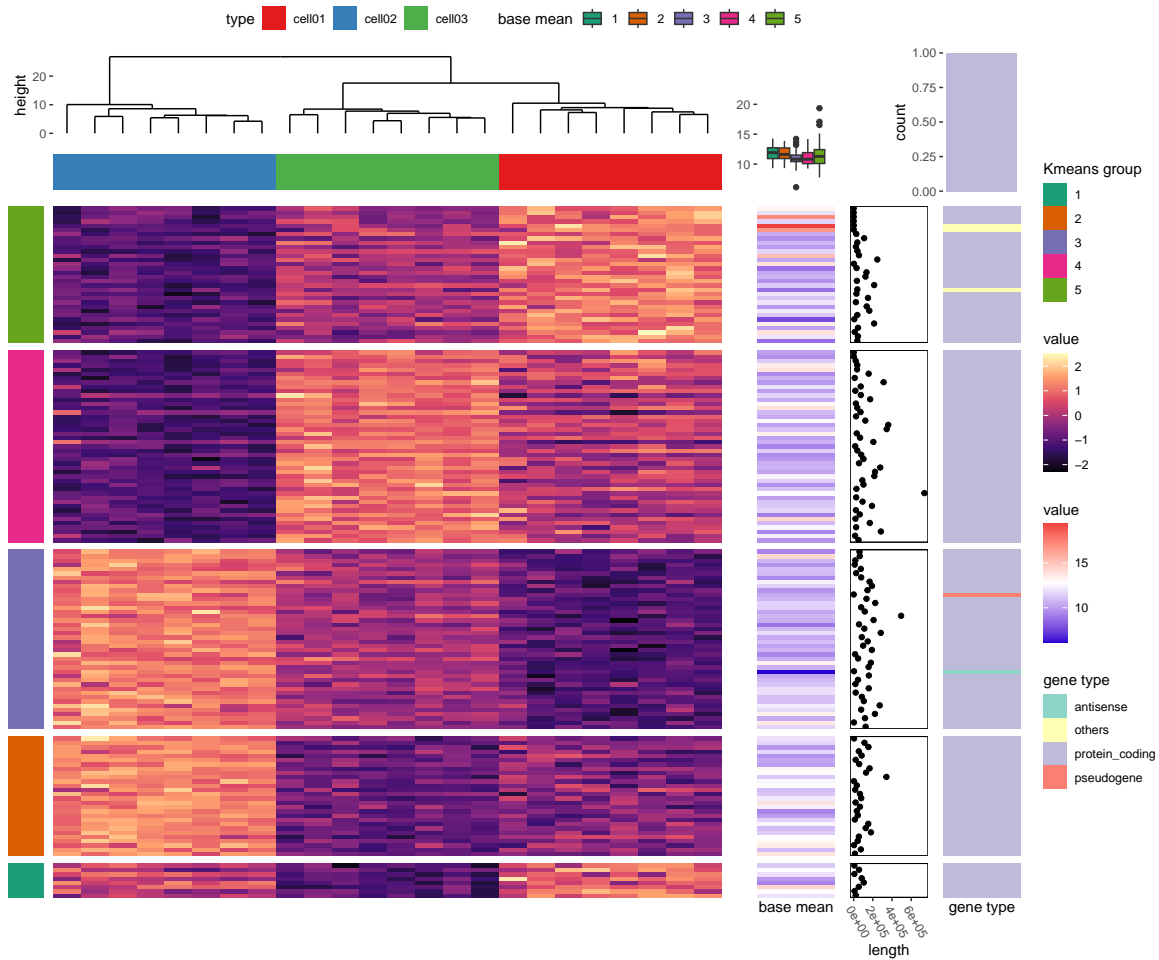 type cell01 cell02 cell03 base mean 1 2 3 4 5
height
20
10
0
20
15
10
count
1.00
0.75
0.50
0.25
0.00
Kmeans group
1
2
3
4
5
value
2
1
0
−1
−2
value
15
10
gene type
antisense
others
protein_coding
pseudogene
base mean
0e+00
2e+05
4e+05
6e+05
length
gene type